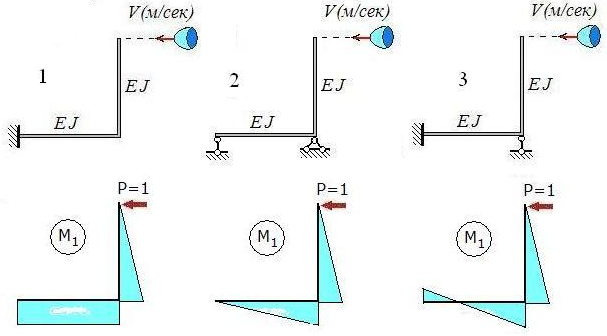 V(м/сек) V(м/сек) V(м/сек)
1 EJ 2 EJ 3 EJ
EJ EJ EJ
P=1 P=1 P=1
M1 M1 M1